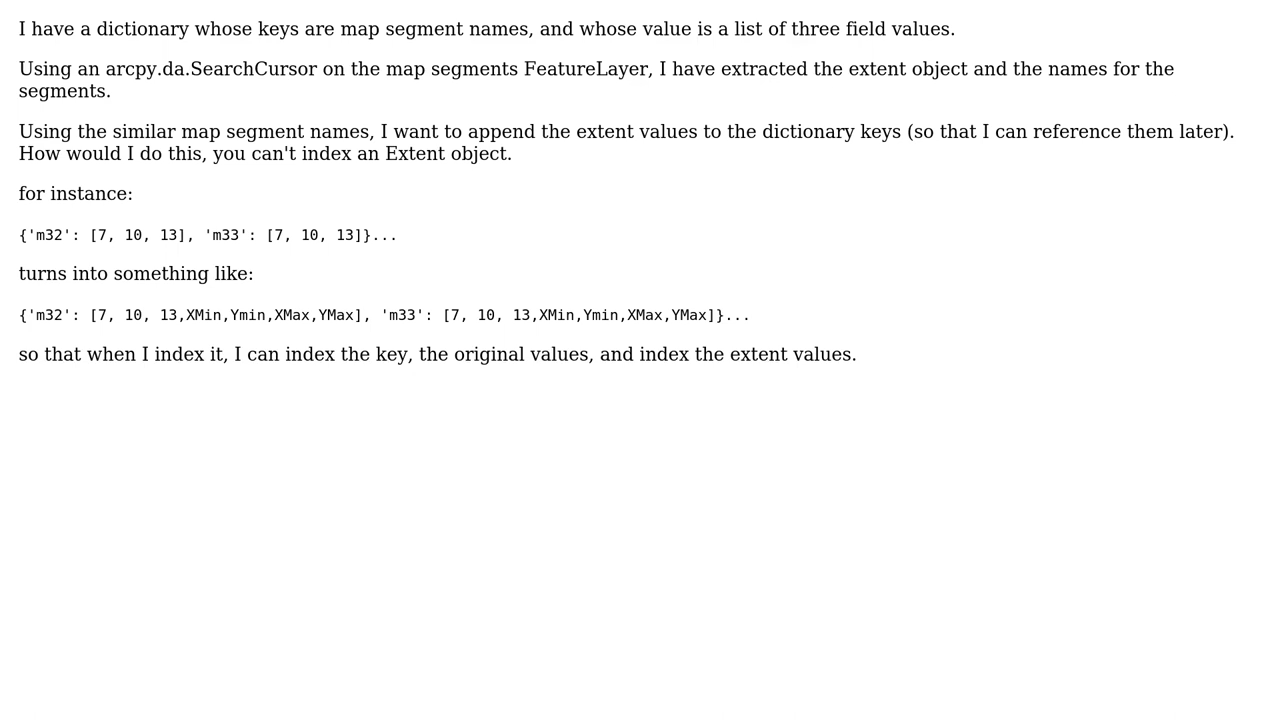 I have a dictionary whose keys are map segment names, and whose value is a list of three field values.
Using an arcpy.da.SearchCursor on the map segments FeatureLayer, I have extracted the extent object and the names for the
segments.
Using the similar map segment names, I want to append the extent values to the dictionary keys (so that I can reference them later).
How would I do this, you can't index an Extent object.
for instance:
{'m32': [7, 10, 13], 'm33': [7, 10, 13]}...
turns into something like:
{'m32': [7, 10, 13,XMin,Ymin,XMax,YMax], 'm33': [7, 10, 13,XMin,Ymin,XMax,YMax]}...
so that when I index it, I can index the key, the original values, and index the extent values.